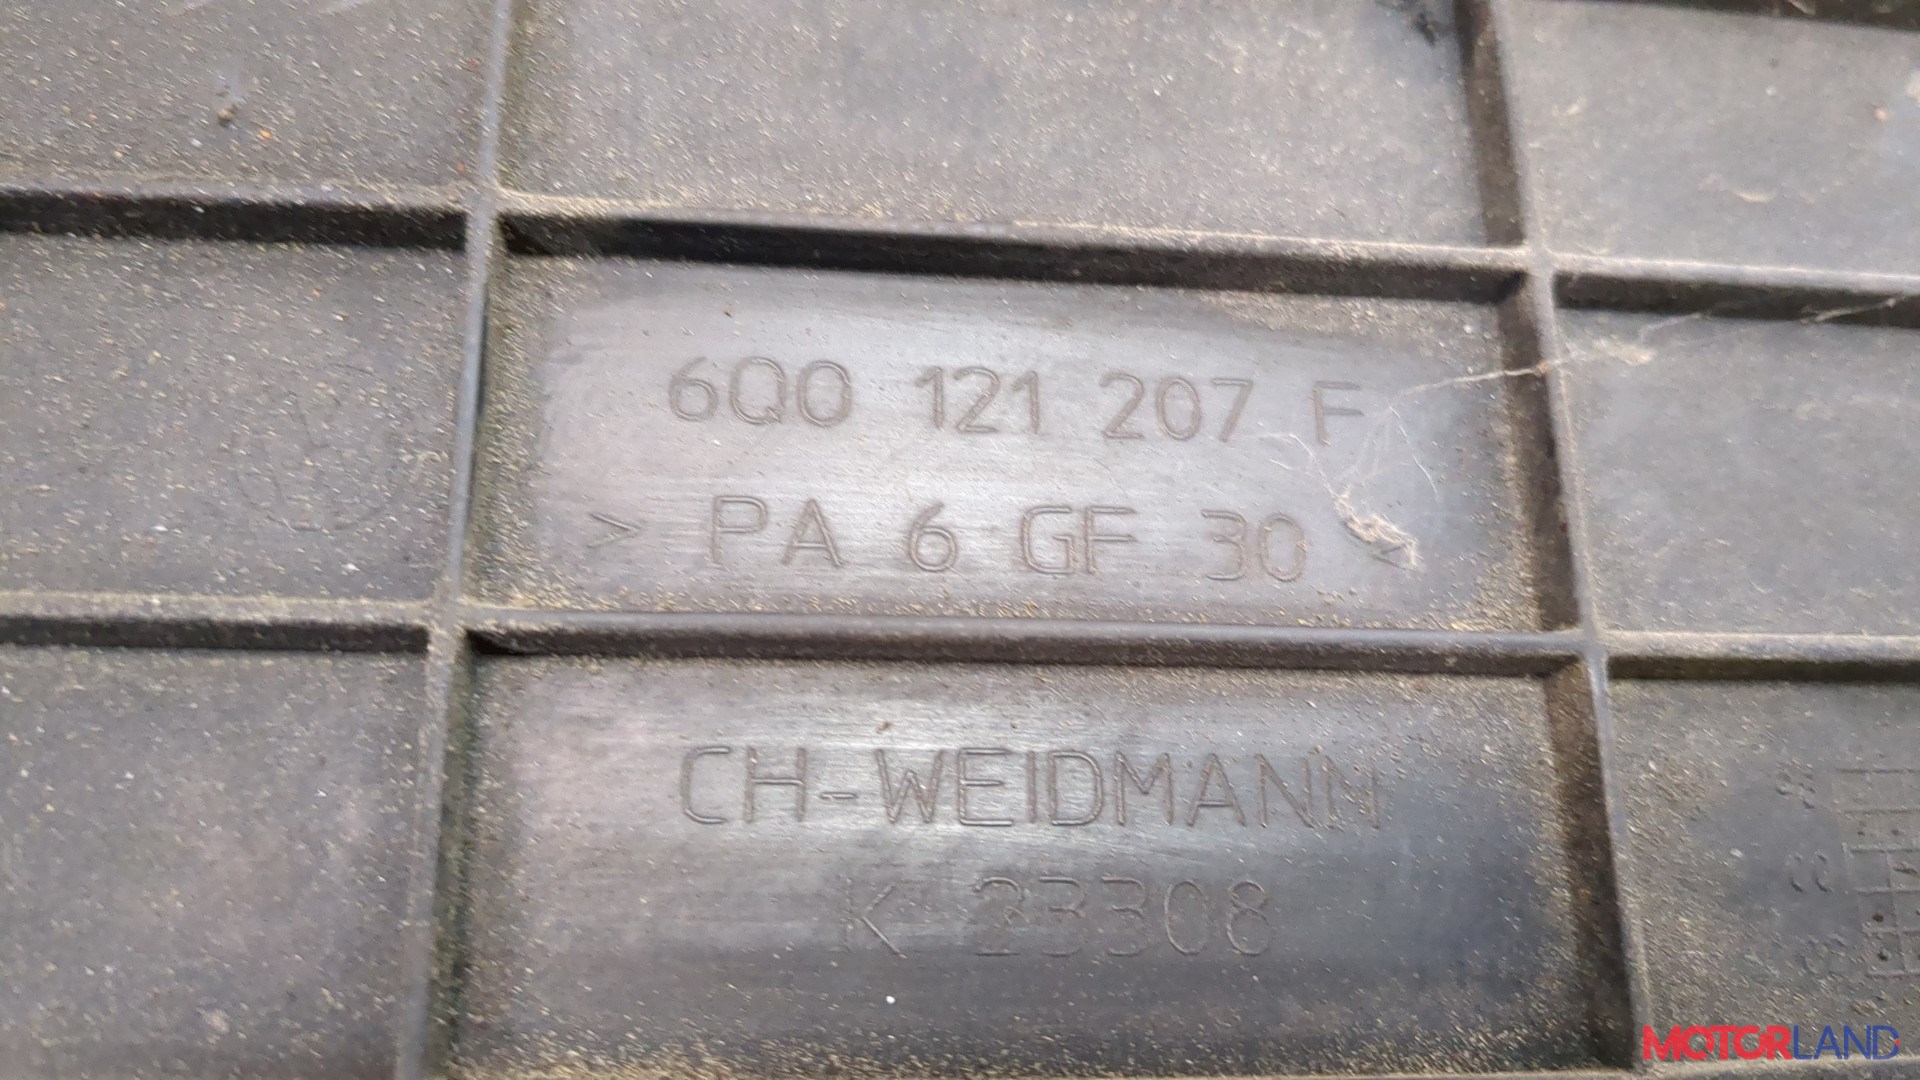 6Q0 121 207 F
> PA 6 GF 30 <
CH-WEIDMANN
K 23308
MOTORLAND